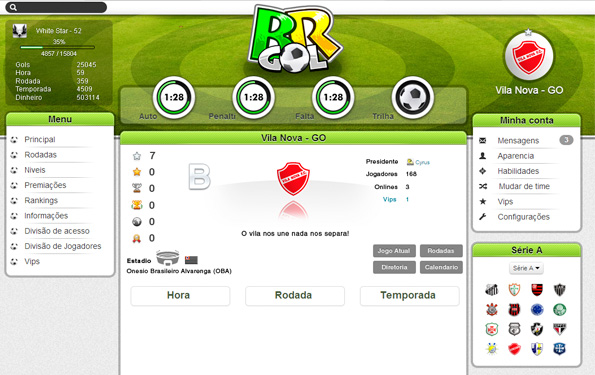 White Star - 52
35%
4857 / 15804
Gols 25045
Hora 59
Rodada 359
Temporada 4509
Dinheiro 503114
BR
GOL
VILA NOVA F.C.
Vila Nova - GO
1:28
1:28
1:28
Auto
Penalti
Falta
Trilha
Menu
Principal
Rodadas
Niveis
Premiações
Rankings
Informações
Divisão de acesso
Divisão de Jogadores
Vips
Vila Nova - GO
7
0
0
0
0
0
B
VILA NOVA F.C.
Presidente Cyrus
Jogadores 168
Onlines 3
Vips 1
O vila nos une nada nos separa!
Estadio
Onesio Brasileiro Alvarenga (OBA)
Jogo Atual
Rodadas
Diretoria
Calendario
Hora
Rodada
Temporada
Minha conta
Mensagens 3
Aparencia
Habilidades
Mudar de time
Vips
Configurações
Série A
Série A